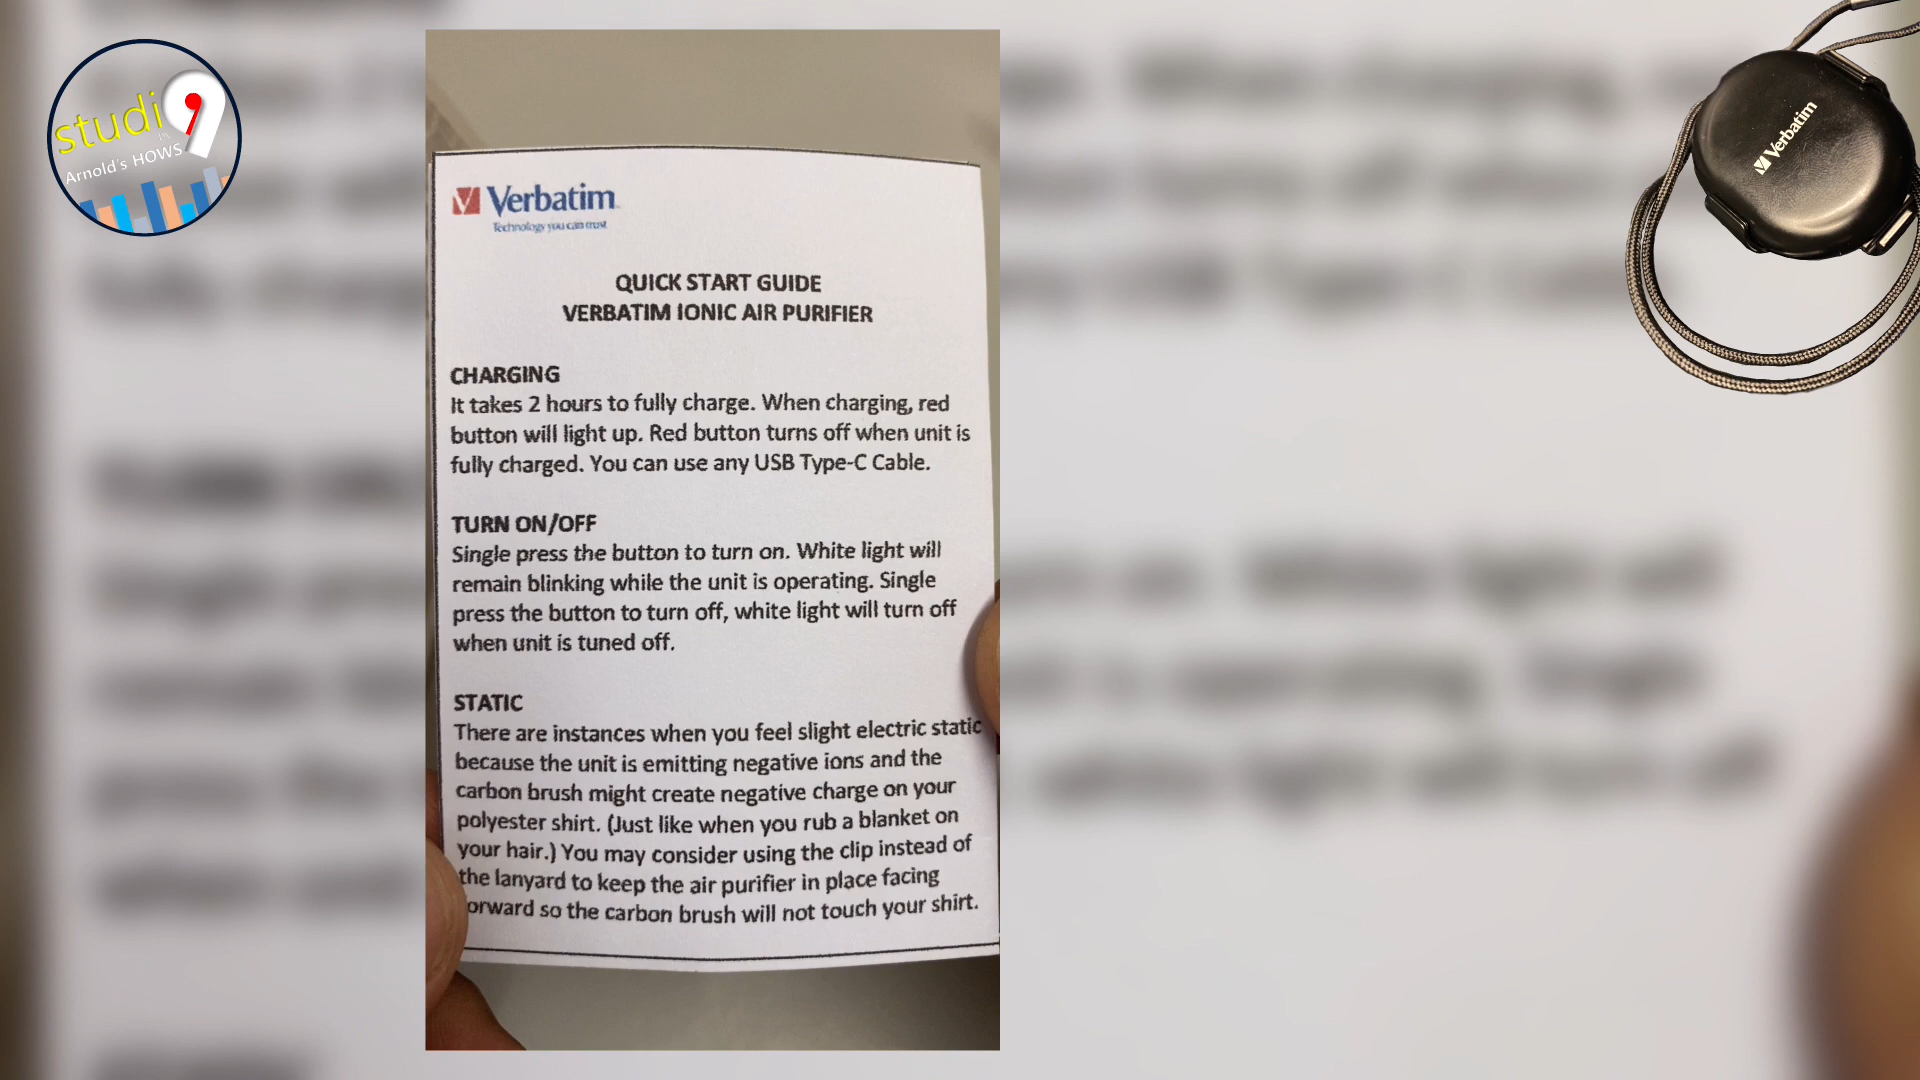 studi9
IN
Arnold's HOWS
Verbatim
Technology you can trust
QUICK START GUIDE
VERBATIM IONIC AIR PURIFIER
CHARGING
It takes 2 hours to fully charge. When charging, red
button will light up. Red button turns off when unit is
fully charged. You can use any USB Type-C Cable.
TURN ON/OFF
Single press the button to turn on. White light will
remain blinking while the unit is operating. Single
press the button to turn off, white light will turn off
when unit is tuned off.
STATIC
There are instances when you feel slight electric static
because the unit is emitting negative ions and the
carbon brush might create negative charge on your
polyester shirt. (Just like when you rub a blanket on
your hair.) You may consider using the clip instead of
the lanyard to keep the air purifier in place facing
orward so the carbon brush will not touch your shirt.
Verbatim